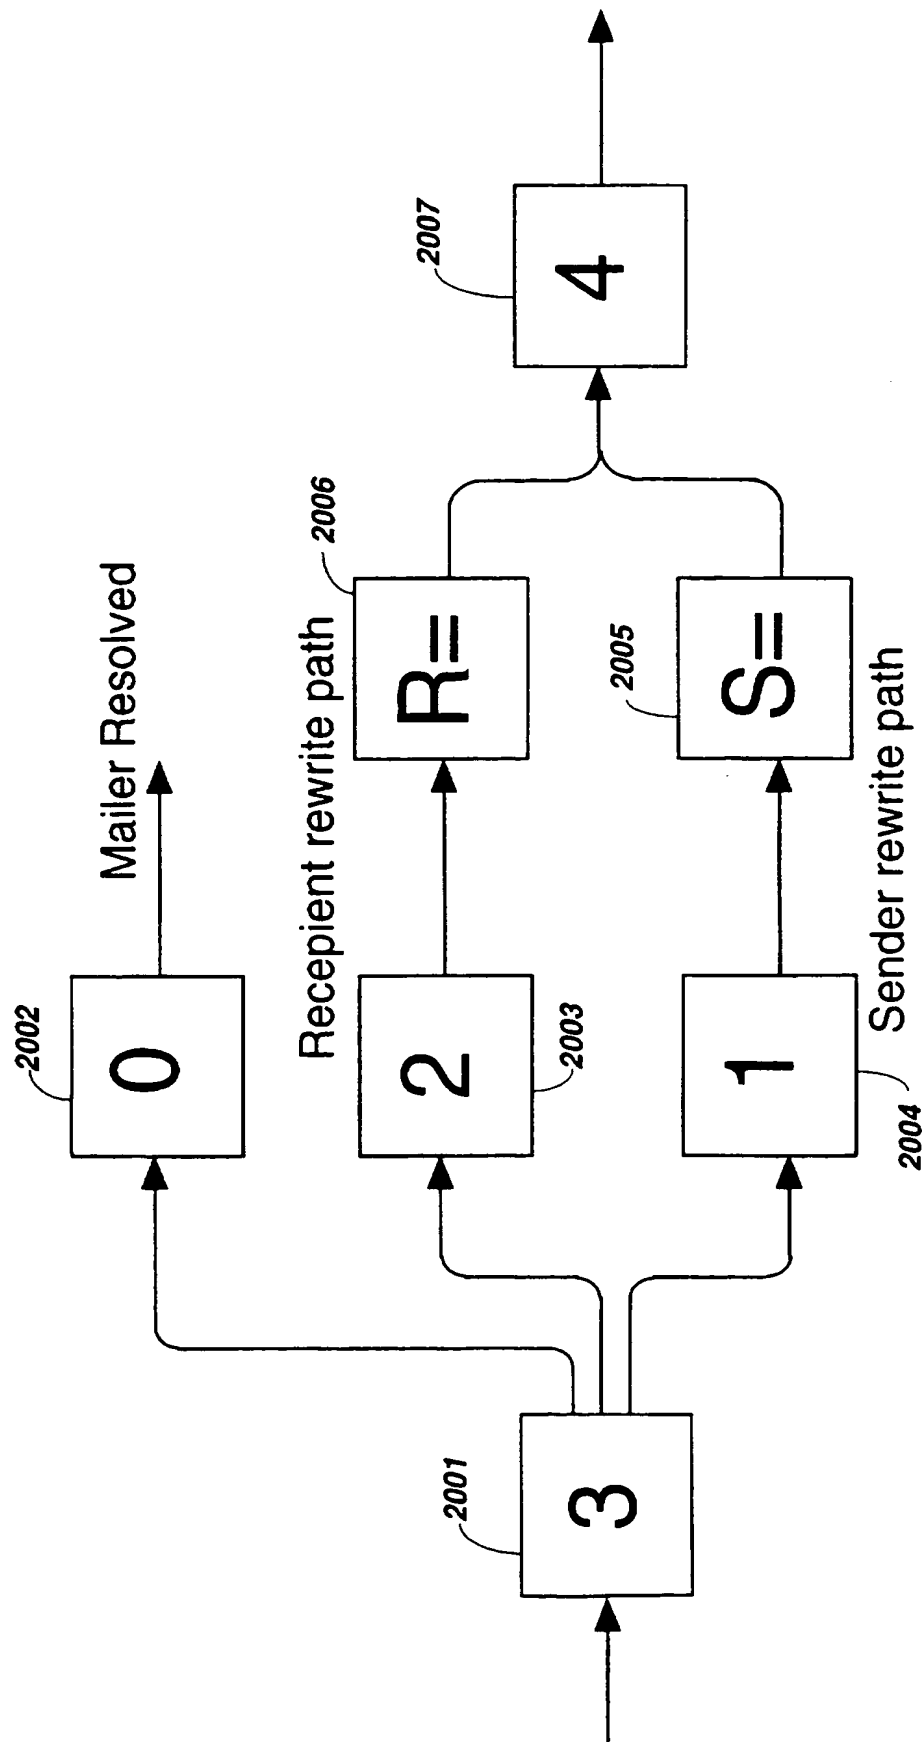 2002
0
Mailer Resolved
Recepient rewrite path
2001
3
2
2003
R=
2006
2007
4
1
2004
2005
S=
Sender rewrite path